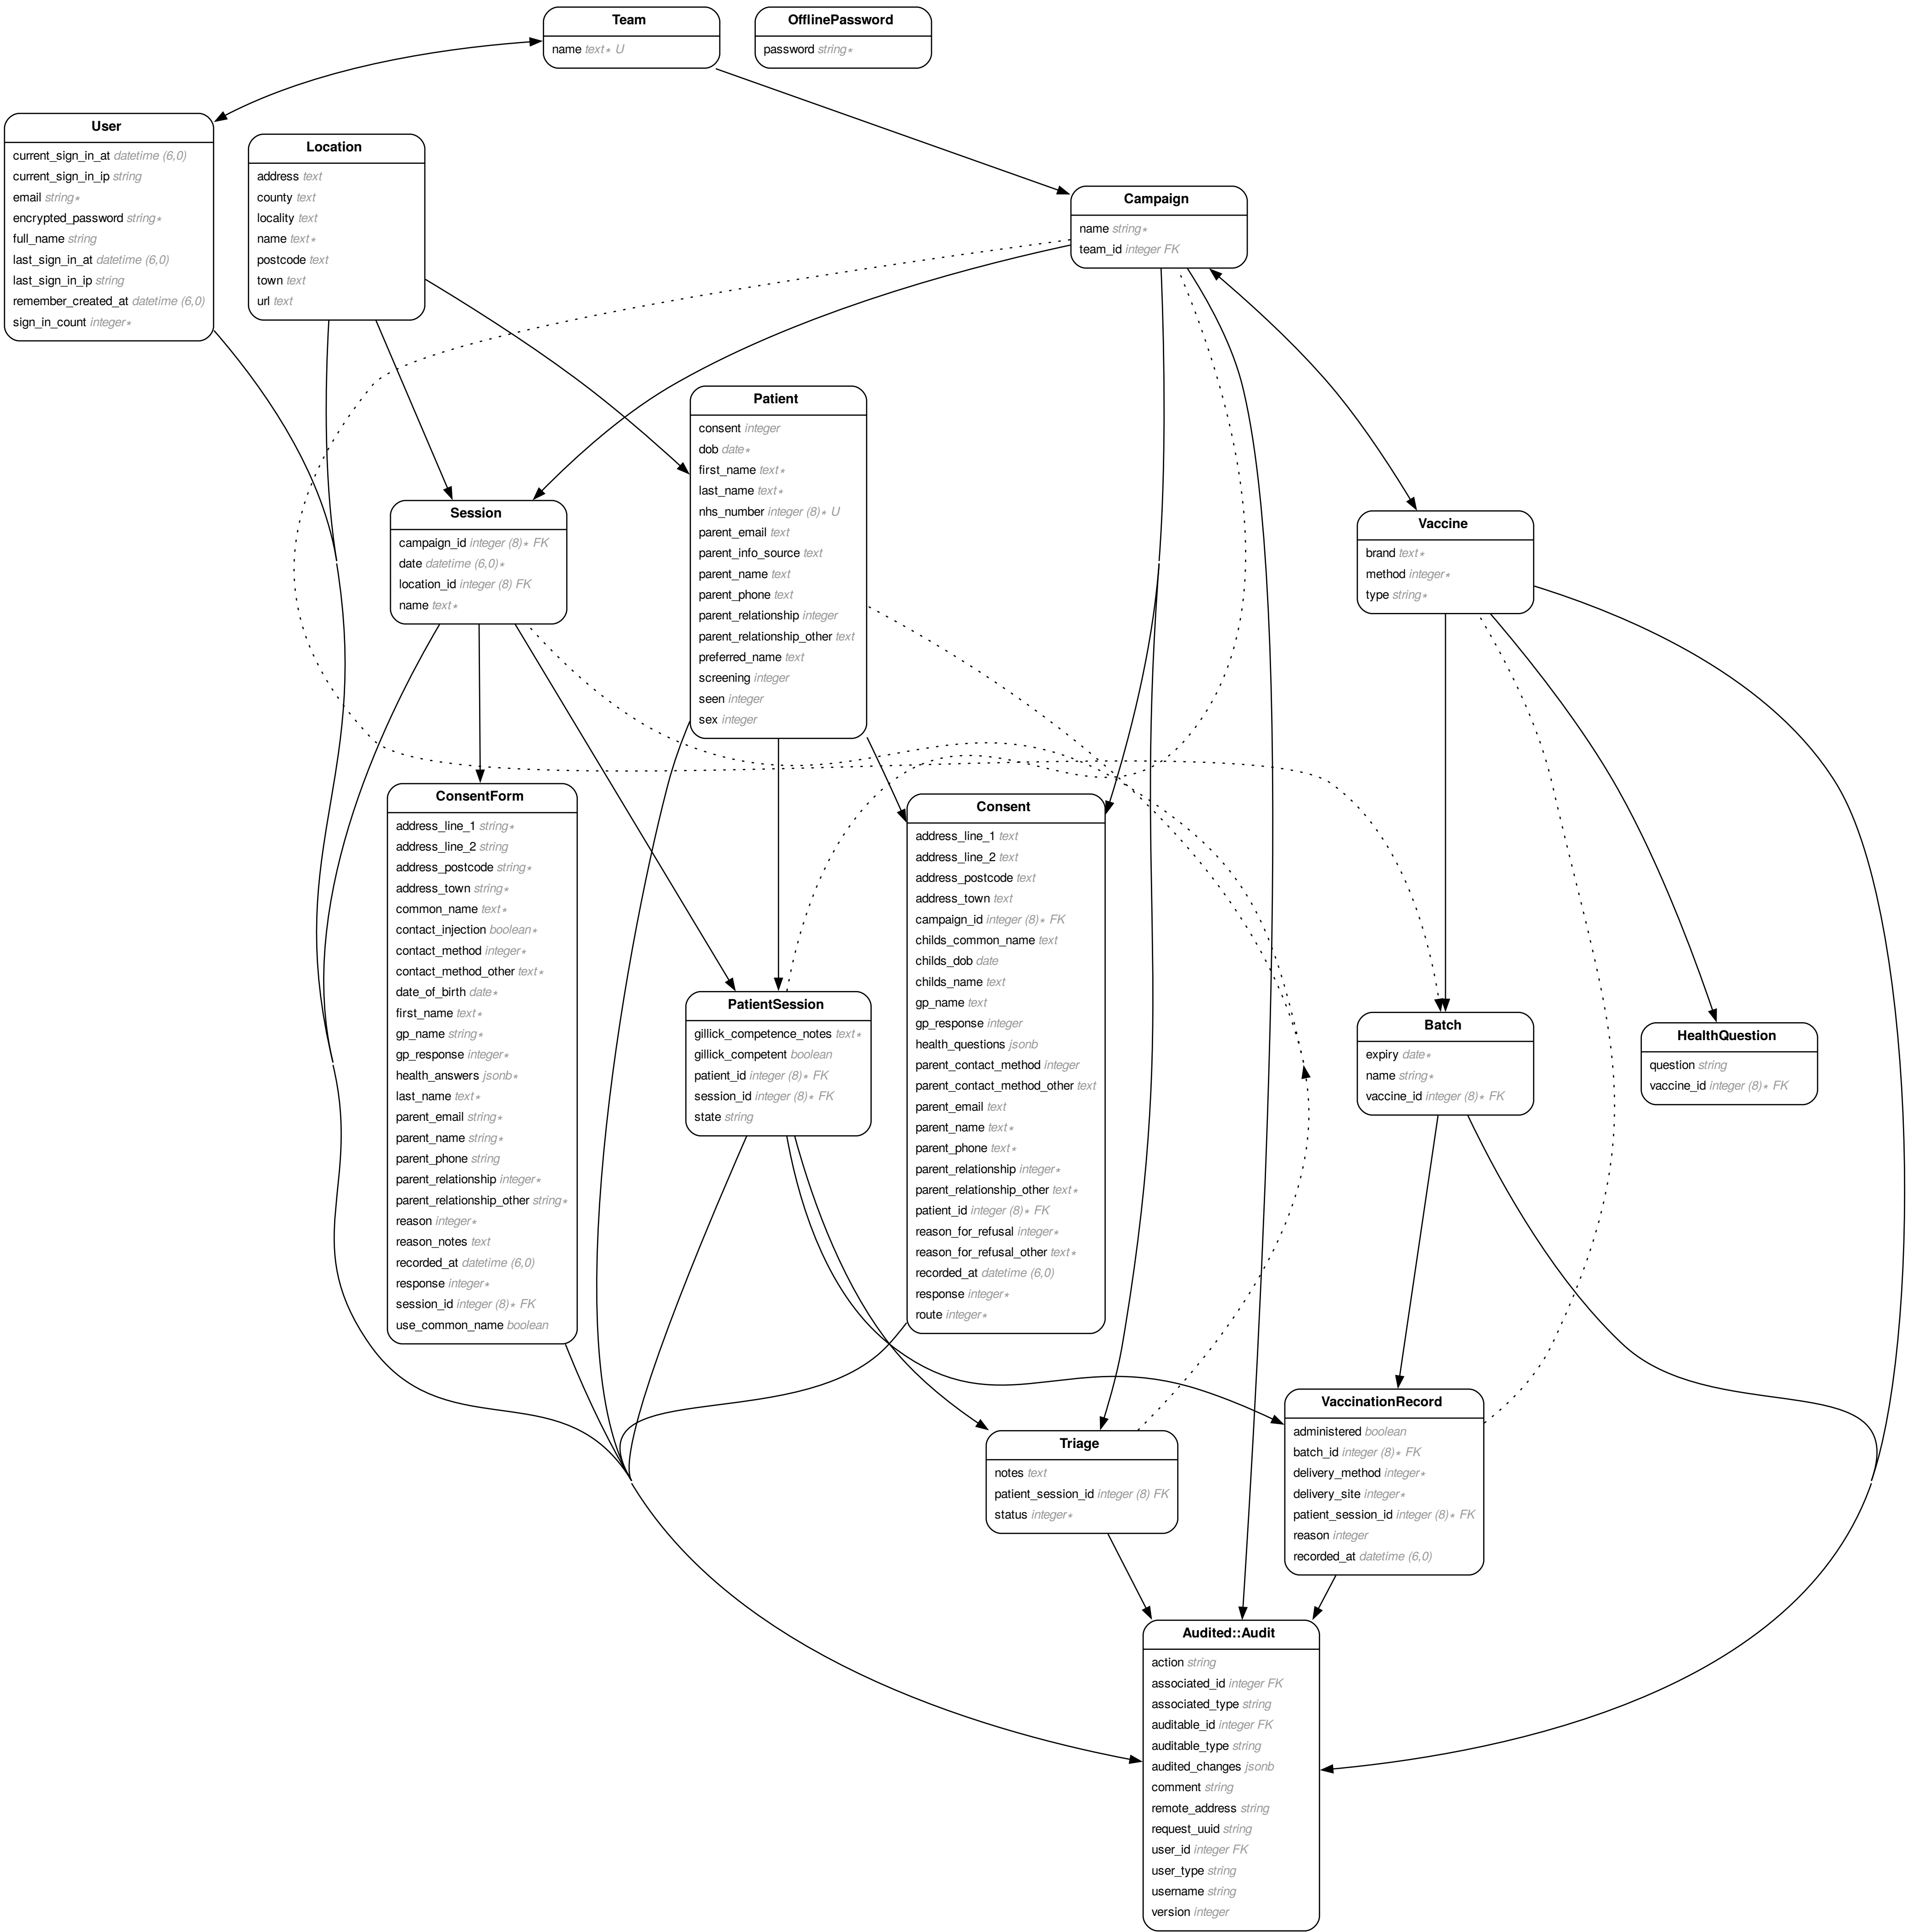 Team
name text∗ U
OfflinePassword
password string∗
User
current_sign_in_at datetime (6,0)
current_sign_in_ip string
email string∗
encrypted_password string∗
full_name string
last_sign_in_at datetime (6,0)
last_sign_in_ip string
remember_created_at datetime (6,0)
sign_in_count integer∗
Location
address text
county text
locality text
name text∗
postcode text
town text
url text
Campaign
name string∗
team_id integer FK
Patient
consent integer
dob date∗
first_name text∗
last_name text∗
nhs_number integer (8)∗ U
parent_email text
parent_info_source text
parent_name text
parent_phone text
parent_relationship integer
parent_relationship_other text
preferred_name text
screening integer
seen integer
sex integer
Session
campaign_id integer (8)∗ FK
date datetime (6,0)∗
location_id integer (8) FK
name text∗
Vaccine
brand text∗
method integer∗
type string∗
ConsentForm
address_line_1 string∗
address_line_2 string
address_postcode string∗
address_town string∗
common_name text∗
contact_injection boolean∗
contact_method integer∗
contact_method_other text∗
date_of_birth date∗
first_name text∗
gp_name string∗
gp_response integer∗
health_answers jsonb∗
last_name text∗
parent_email string∗
parent_name string∗
parent_phone string
parent_relationship integer∗
parent_relationship_other string∗
reason integer∗
reason_notes text
recorded_at datetime (6,0)
response integer∗
session_id integer (8)∗ FK
use_common_name boolean
Consent
address_line_1 text
address_line_2 text
address_postcode text
address_town text
campaign_id integer (8)∗ FK
childs_common_name text
childs_dob date
childs_name text
gp_name text
gp_response integer
health_questions jsonb
parent_contact_method integer
parent_contact_method_other text
parent_email text
parent_name text∗
parent_phone text∗
parent_relationship integer∗
parent_relationship_other text∗
patient_id integer (8)∗ FK
reason_for_refusal integer∗
reason_for_refusal_other text∗
recorded_at datetime (6,0)
response integer∗
route integer∗
PatientSession
gillick_competence_notes text∗
gillick_competent boolean
patient_id integer (8)∗ FK
session_id integer (8)∗ FK
state string
Batch
expiry date∗
name string∗
vaccine_id integer (8)∗ FK
HealthQuestion
question string
vaccine_id integer (8)∗ FK
VaccinationRecord
administered boolean
batch_id integer (8)∗ FK
delivery_method integer∗
delivery_site integer∗
patient_session_id integer (8)∗ FK
reason integer
recorded_at datetime (6,0)
Triage
notes text
patient_session_id integer (8) FK
status integer∗
Audited::Audit
action string
associated_id integer FK
associated_type string
auditable_id integer FK
auditable_type string
audited_changes jsonb
comment string
remote_address string
request_uuid string
user_id integer FK
user_type string
username string
version integer